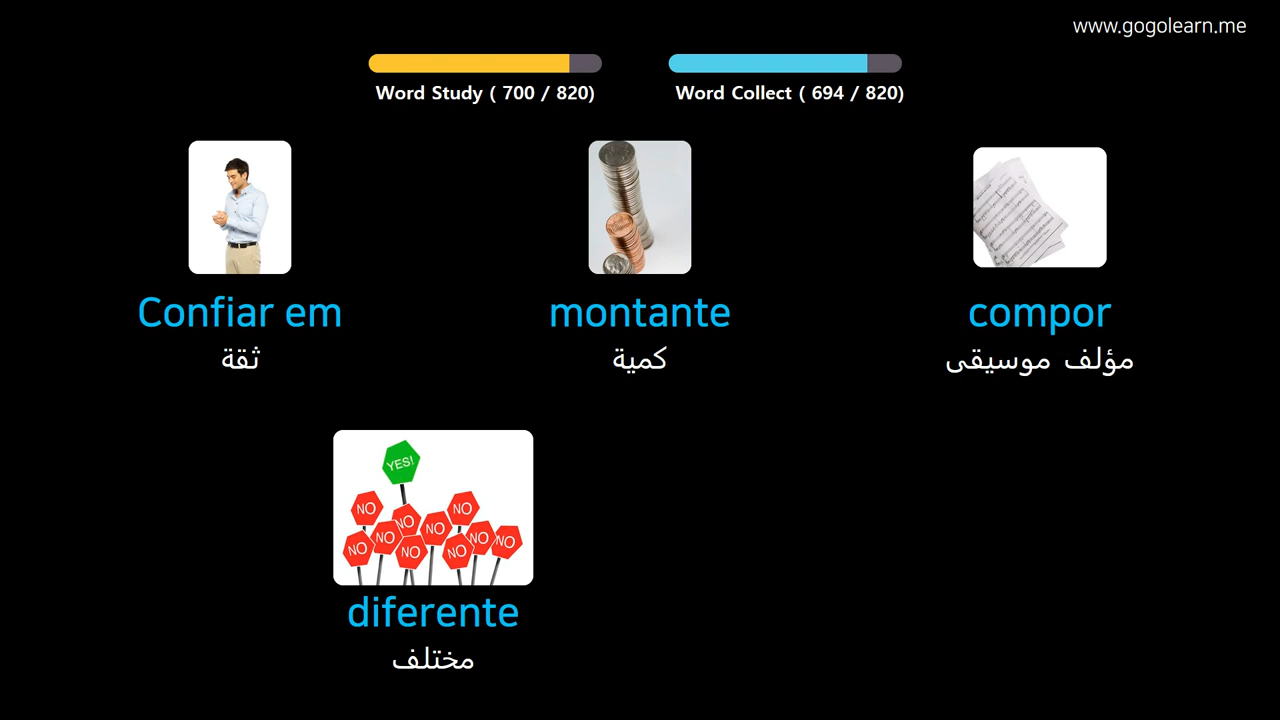 www.gogolearn.me
Word Study ( 700 / 820)
Word Collect ( 694 / 820)
Confiar em
ثقة
montante
كمية
compor
مؤلف موسيقى
YES!
NO
NO
NO
NO
NO
NO
NO
NO
NO
NO
diferente
مختلف